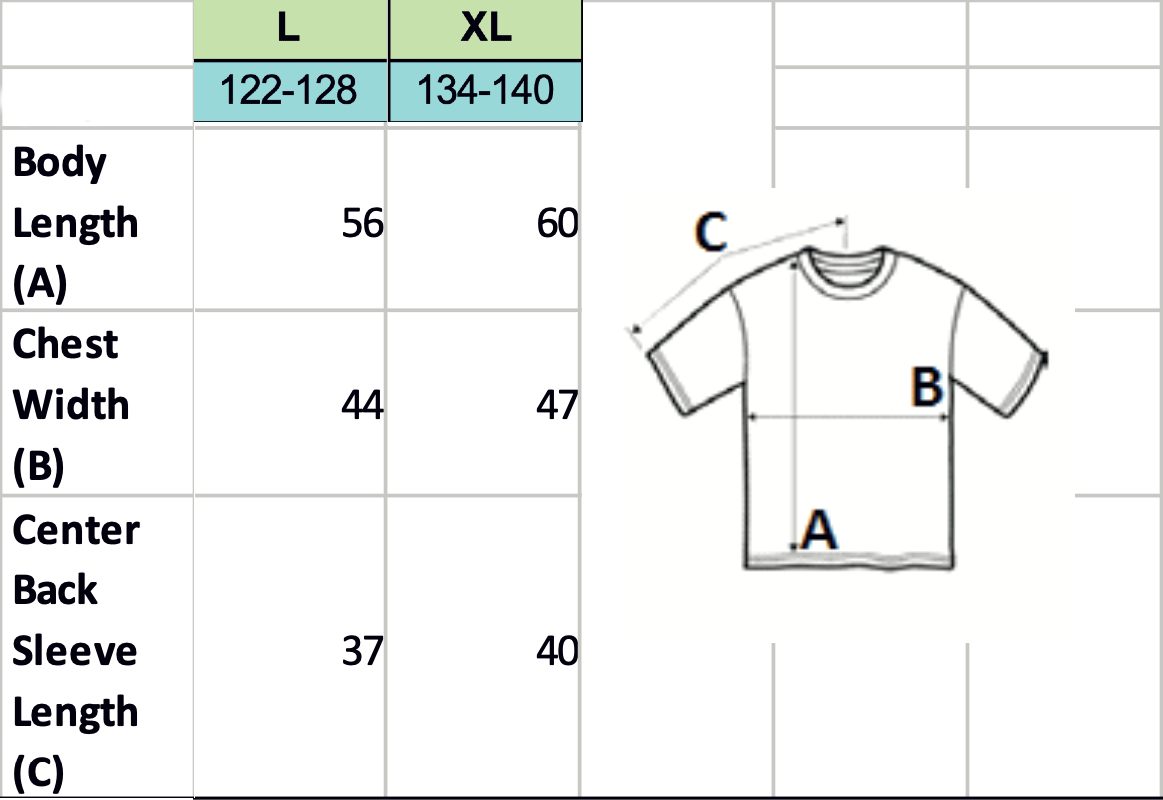 L XL
122-128 134-140
Body
Length 56 60
(A)
Chest
Width 44 47
(B)
Center
Back
Sleeve 37 40
Length
(C)
C
B
A